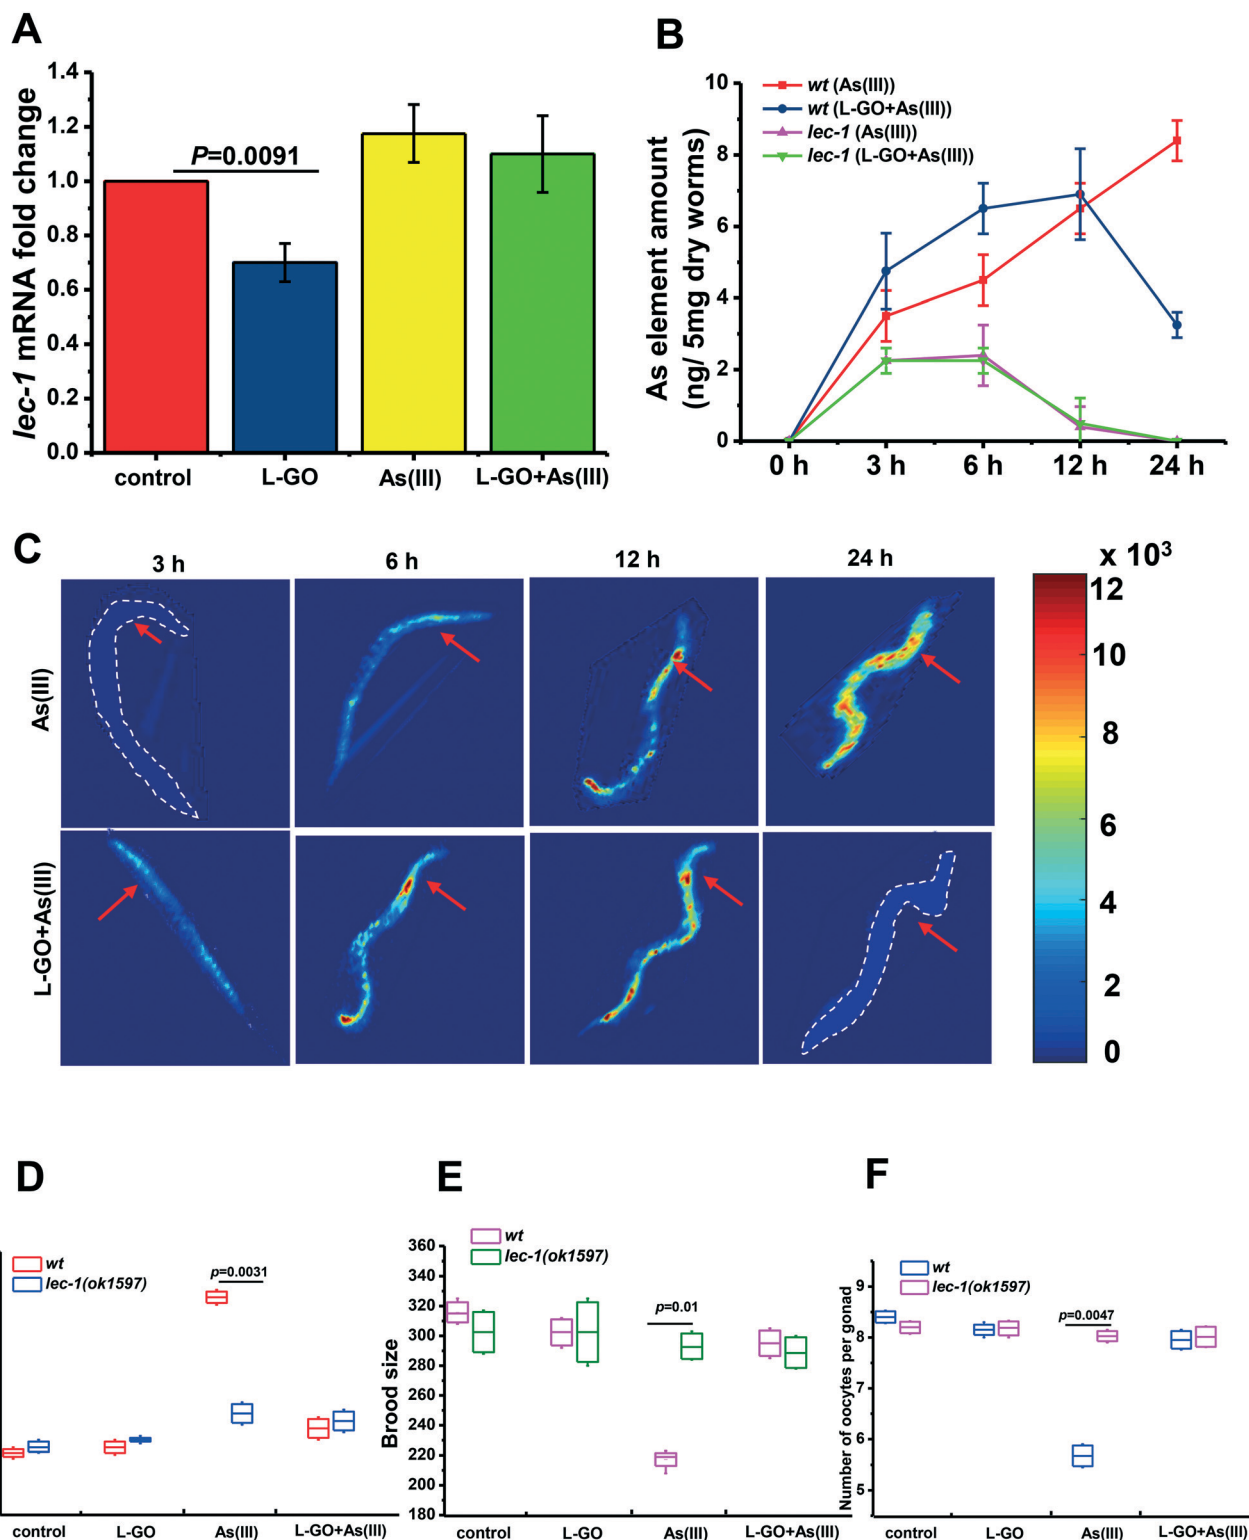 A
lec-1 mRNA fold change
1.4
1.2
1.0
0.8
0.6
0.4
0.2
0.0
P=0.0091
control
L-GO
As(III)
L-GO+As(III)
B
As element amount
(ng/ 5mg dry worms)
10
8
6
4
2
0
wt (As(III))
wt (L-GO+As(III))
lec-1 (As(III))
lec-1 (L-GO+As(III))
0 h
3 h
6 h
12 h
24 h
C
3 h
6 h
12 h
24 h
As(III)
L-GO+As(III)
x 10³
12
10
8
6
4
2
0
D
wt
lec-1(ok1597)
p=0.0031
control
L-GO
As(III)
L-GO+As(III)
E
Brood size
360
340
320
300
280
260
240
220
200
180
wt
lec-1(ok1597)
p=0.01
control
L-GO
As(III)
L-GO+As(III)
F
Number of oocytes per gonad
9
8
7
6
5
wt
lec-1(ok1597)
p=0.0047
control
L-GO
As(III)
L-GO+As(III)